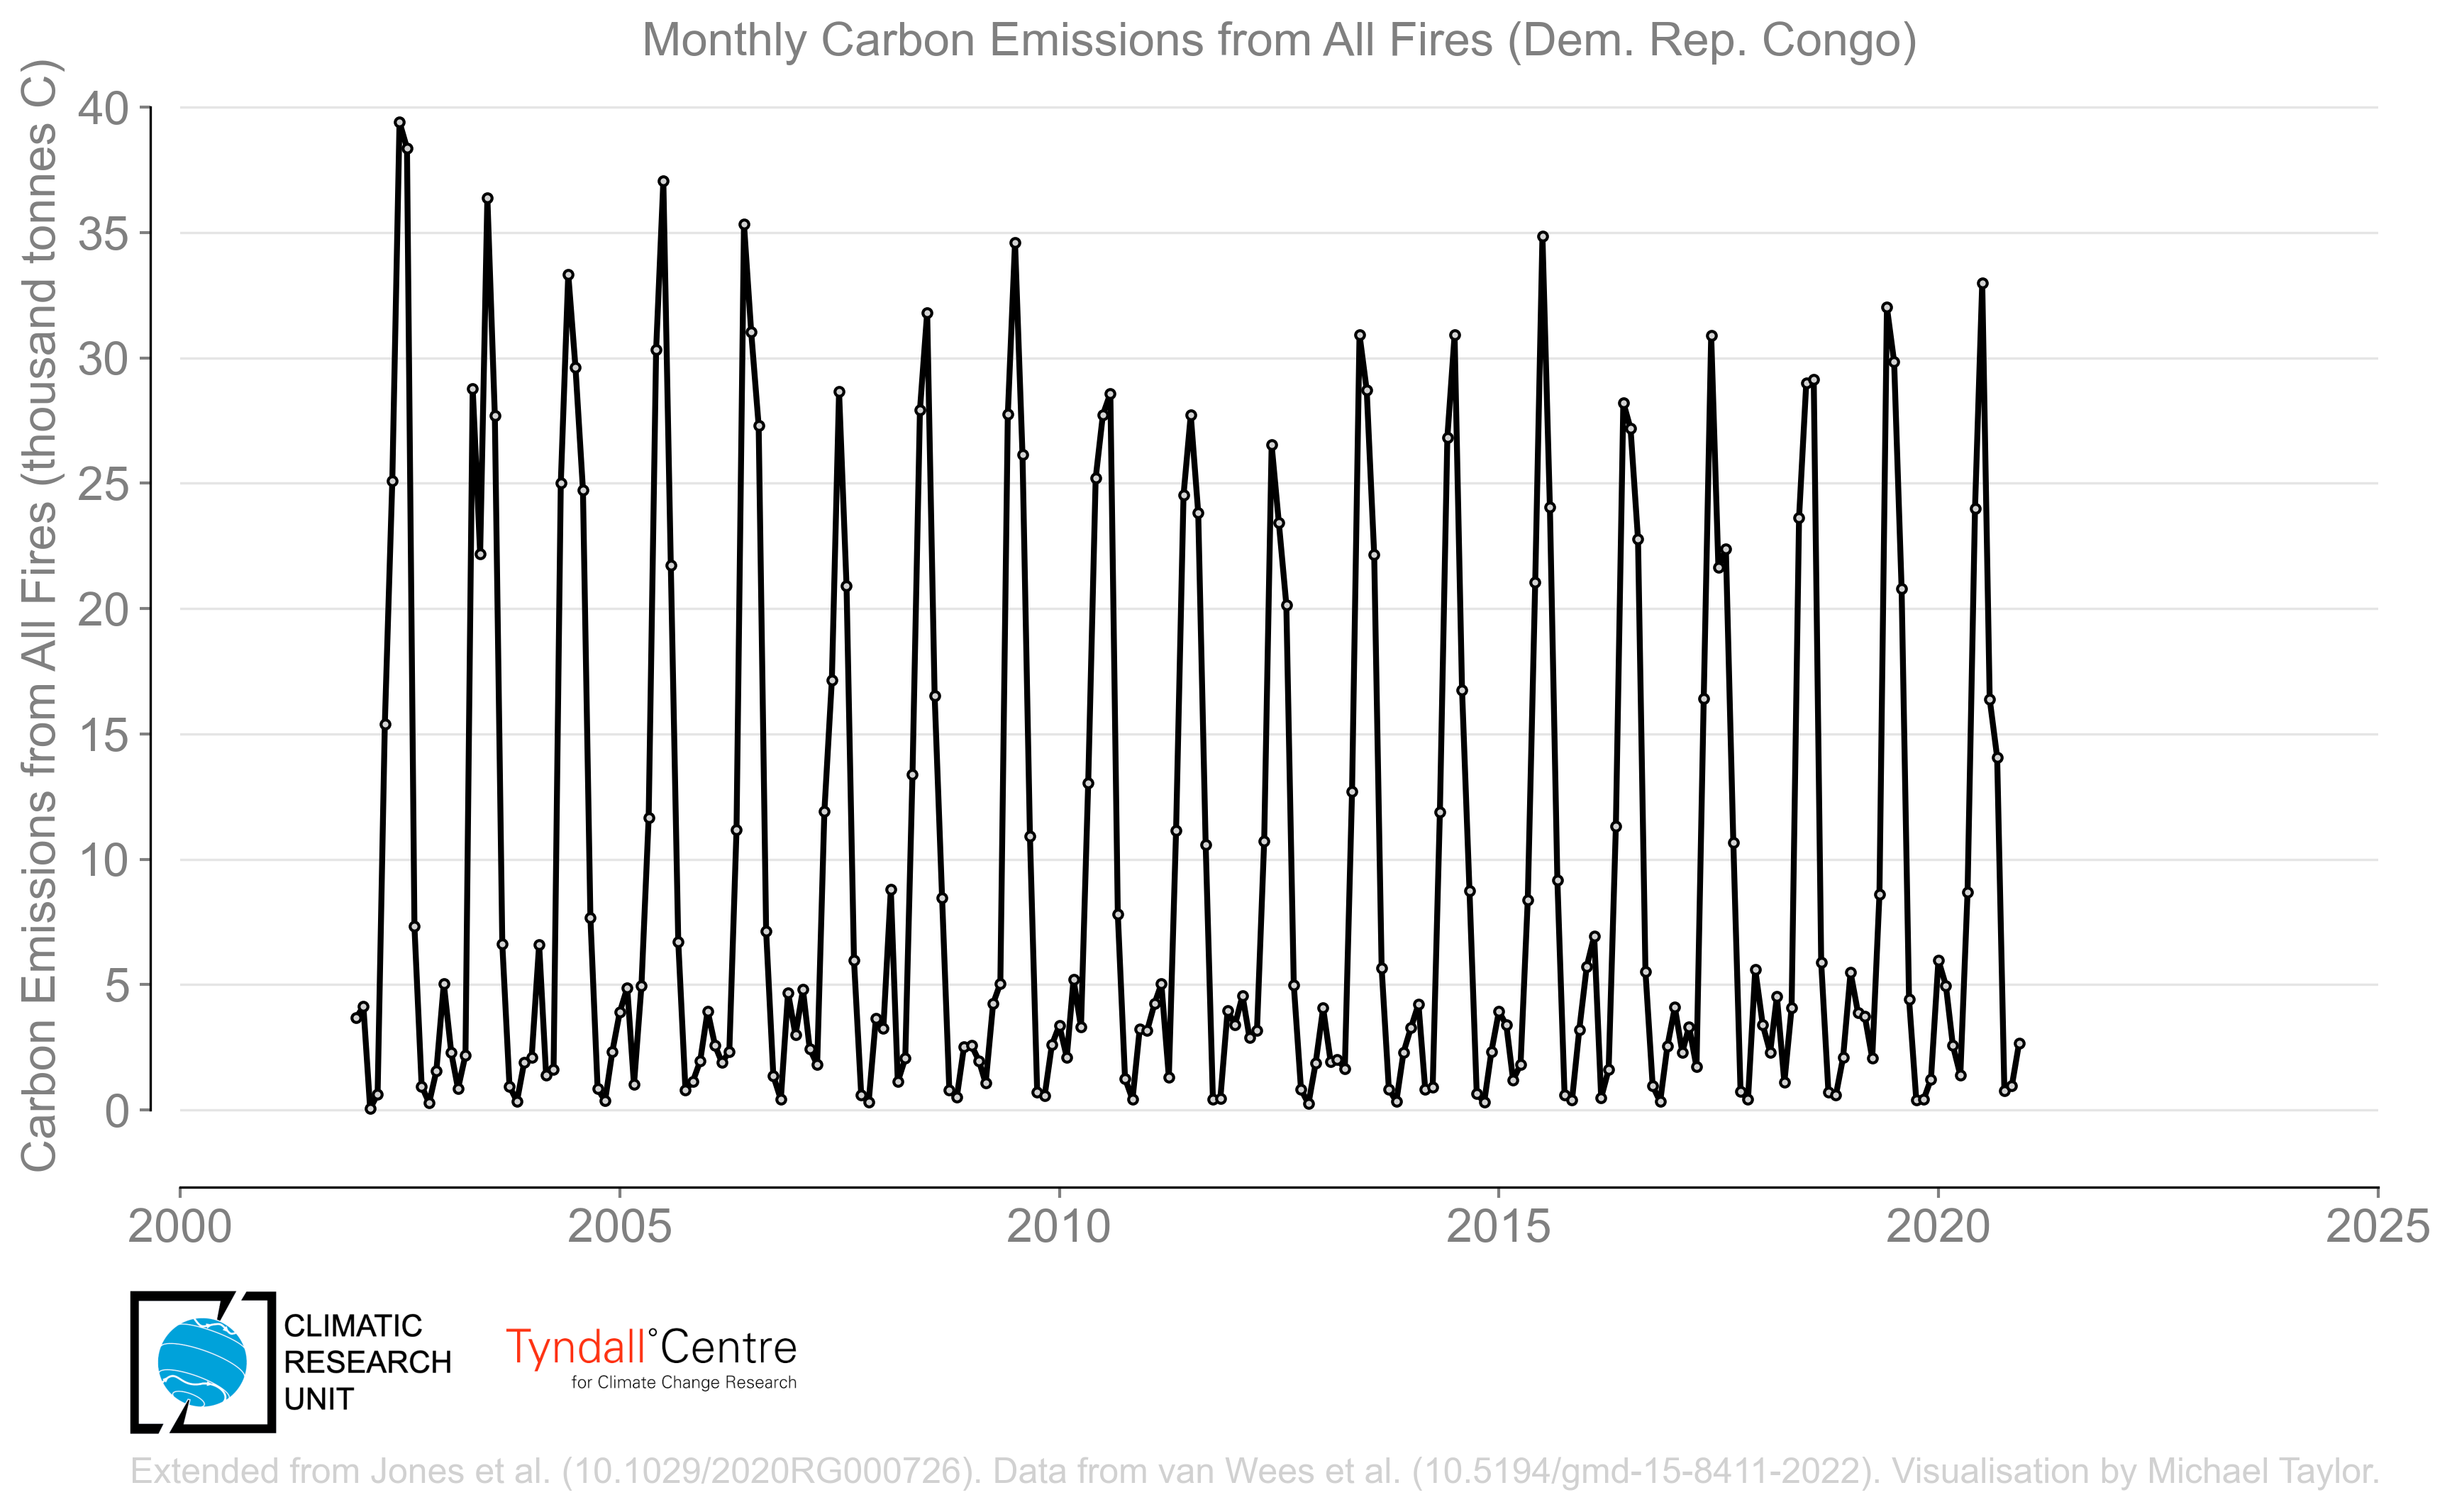 Monthly Carbon Emissions from All Fires (Dem. Rep. Congo)
Carbon Emissions from All Fires (thousand tonnes C)
40
35
30
25
20
15
10
5
0
2000
2005
2010
2015
2020
2025
CLIMATIC
RESEARCH
UNIT
Tyndall°Centre
for Climate Change Research
Extended from Jones et al. (10.1029/2020RG000726). Data from van Wees et al. (10.5194/gmd-15-8411-2022). Visualisation by Michael Taylor.